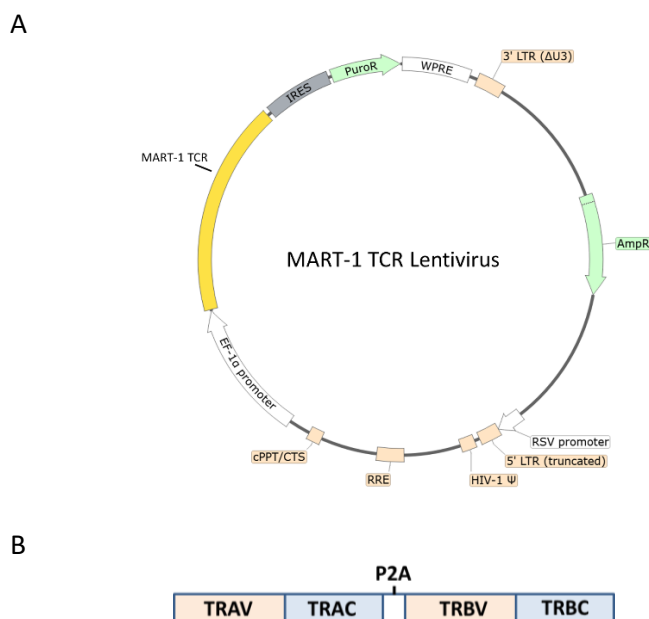 A
3' LTR (ΔU3)
WPRE
PuroR
IRES
MART-1 TCR
AmpR
MART-1 TCR Lentivirus
EF-1α promoter
RSV promoter
cPPT/CTS
5' LTR (truncated)
RRE
HIV-1 Ψ
B
P2A
TRAV TRAC TRBV TRBC